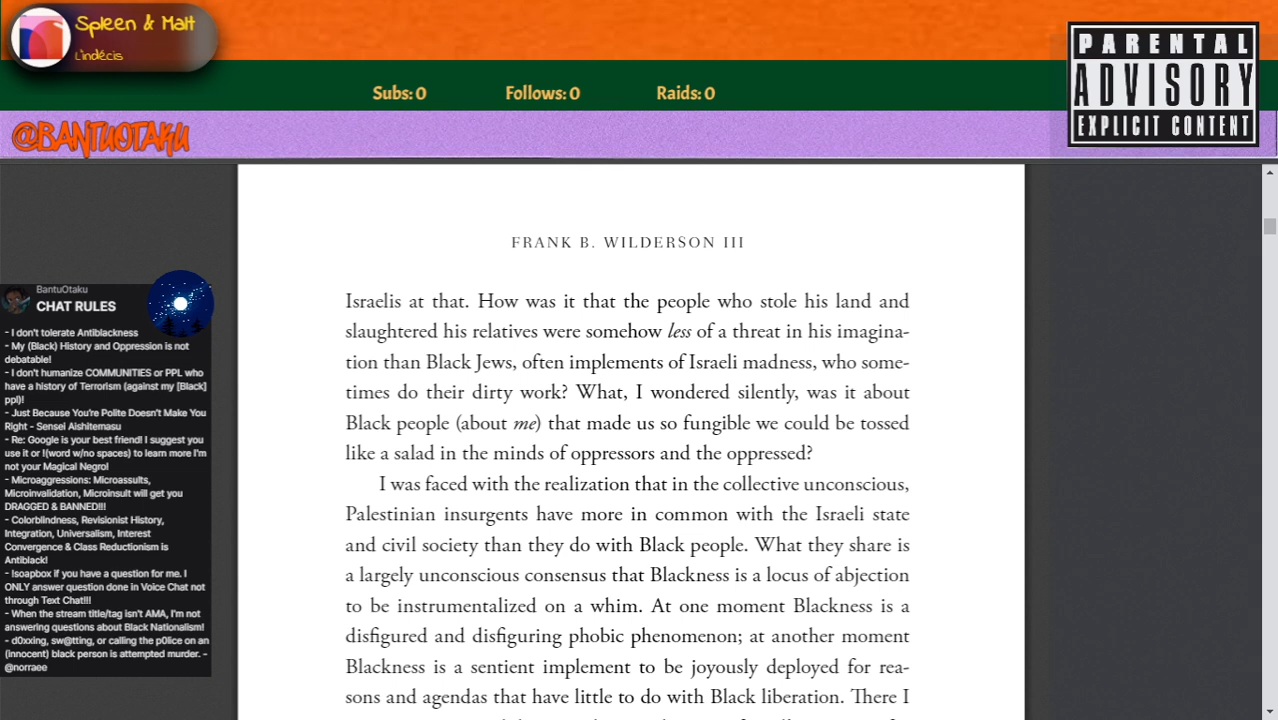 Spleen & Malt
L'indécis
PARENTAL
ADVISORY
EXPLICIT CONTENT
Subs: 0 Follows: 0 Raids: 0
@BANTUOTAKU
BantuOtaku
CHAT RULES
- I don't tolerate Antiblackness
- My (Black) History and Oppression is not
debatable!
- I don't humanize COMMUNITIES or PPL who
have a history of Terrorism (against my [Black]
ppl)!
- Just Because You're Polite Doesn't Make You
Right - Sensei Aishitemasu
- Re: Google is your best friend! I suggest you
use it or !(word w/no spaces) to learn more I'm
not your Magical Negro!
- Microaggressions: Microassults,
Microinvalidation, Microinsult will get you
DRAGGED & BANNED!!!
- Colorblindness, Revisionist History,
Integration, Universalism, Interest
Convergence & Class Reductionism is
Antiblack!
- !soapbox if you have a question for me. I
ONLY answer question done in Voice Chat not
through Text Chat!!!
- When the stream title/tag isn't AMA, I'm not
answering questions about Black Nationalism!
- d0xxing, sw@tting, or calling the p0lice on an
(innocent) black person is attempted murder. -
@norraee
FRANK B. WILDERSON III
Israelis at that. How was it that the people who stole his land and
slaughtered his relatives were somehow less of a threat in his imagina-
tion than Black Jews, often implements of Israeli madness, who some-
times do their dirty work? What, I wondered silently, was it about
Black people (about me) that made us so fungible we could be tossed
like a salad in the minds of oppressors and the oppressed?
I was faced with the realization that in the collective unconscious,
Palestinian insurgents have more in common with the Israeli state
and civil society than they do with Black people. What they share is
a largely unconscious consensus that Blackness is a locus of abjection
to be instrumentalized on a whim. At one moment Blackness is a
disfigured and disfiguring phobic phenomenon; at another moment
Blackness is a sentient implement to be joyously deployed for rea-
sons and agendas that have little to do with Black liberation. There I